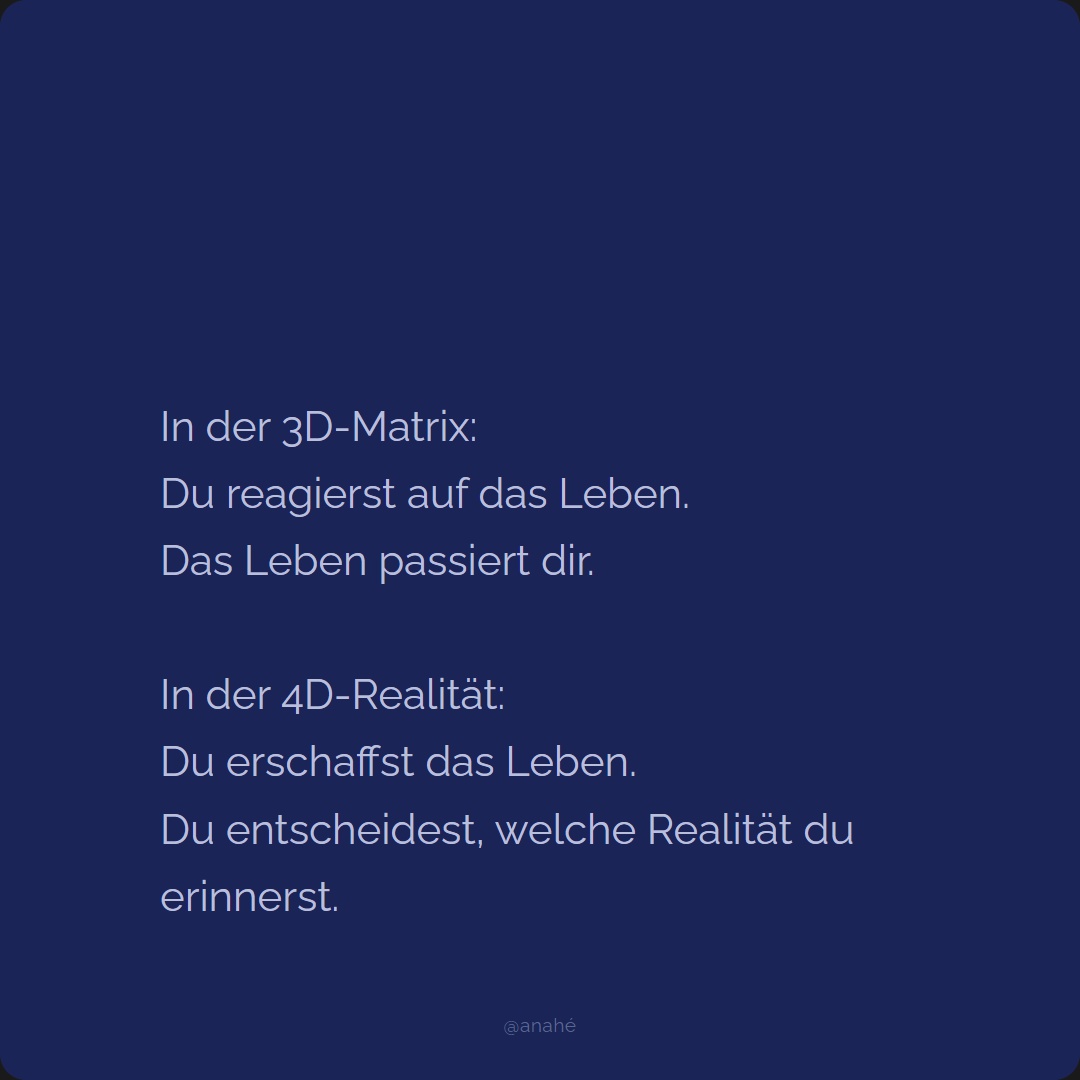 In der 3D-Matrix:
Du reagierst auf das Leben.
Das Leben passiert dir.
In der 4D-Realität:
Du erschaffst das Leben.
Du entscheidest, welche Realität du
erinnerst.
@anahé